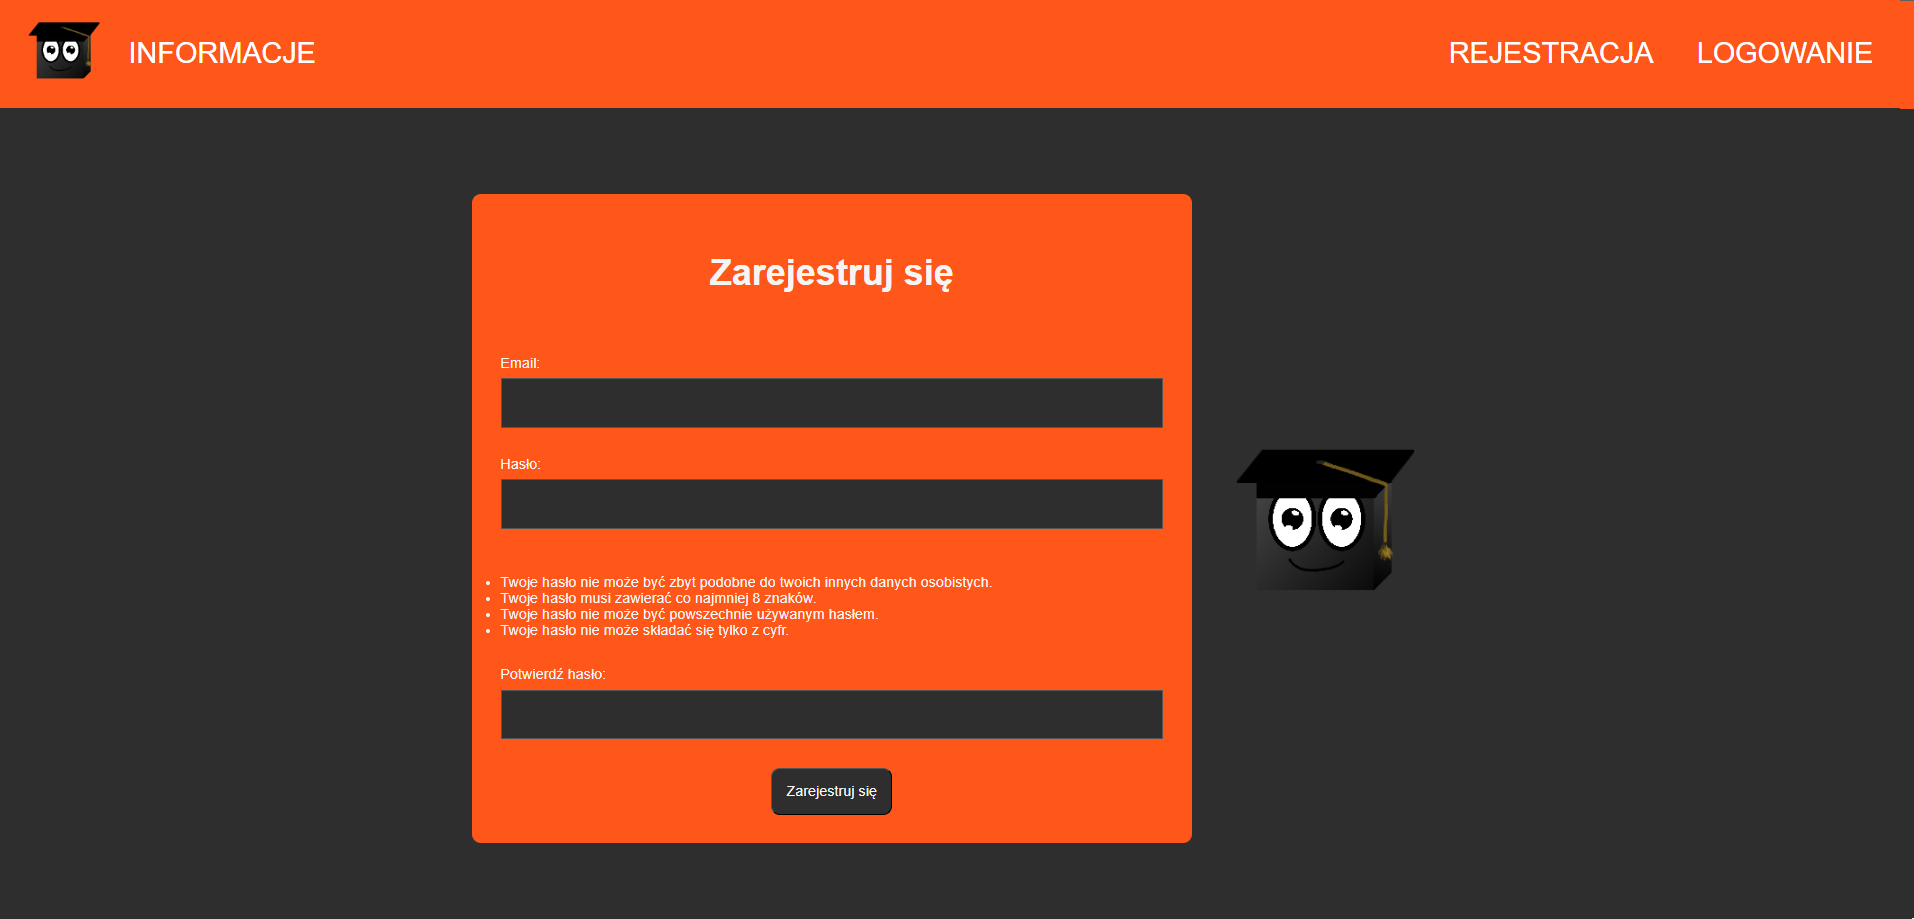 INFORMACJE
REJESTRACJA
LOGOWANIE
Zarejestruj się
Email:
Hasło:
Twoje hasło nie może być zbyt podobne do twoich innych danych osobistych.
Twoje hasło musi zawierać co najmniej 8 znaków.
Twoje hasło nie może być powszechnie używanym hasłem.
Twoje hasło nie może składać się tylko z cyfr.
Potwierdź hasło:
Zarejestruj się